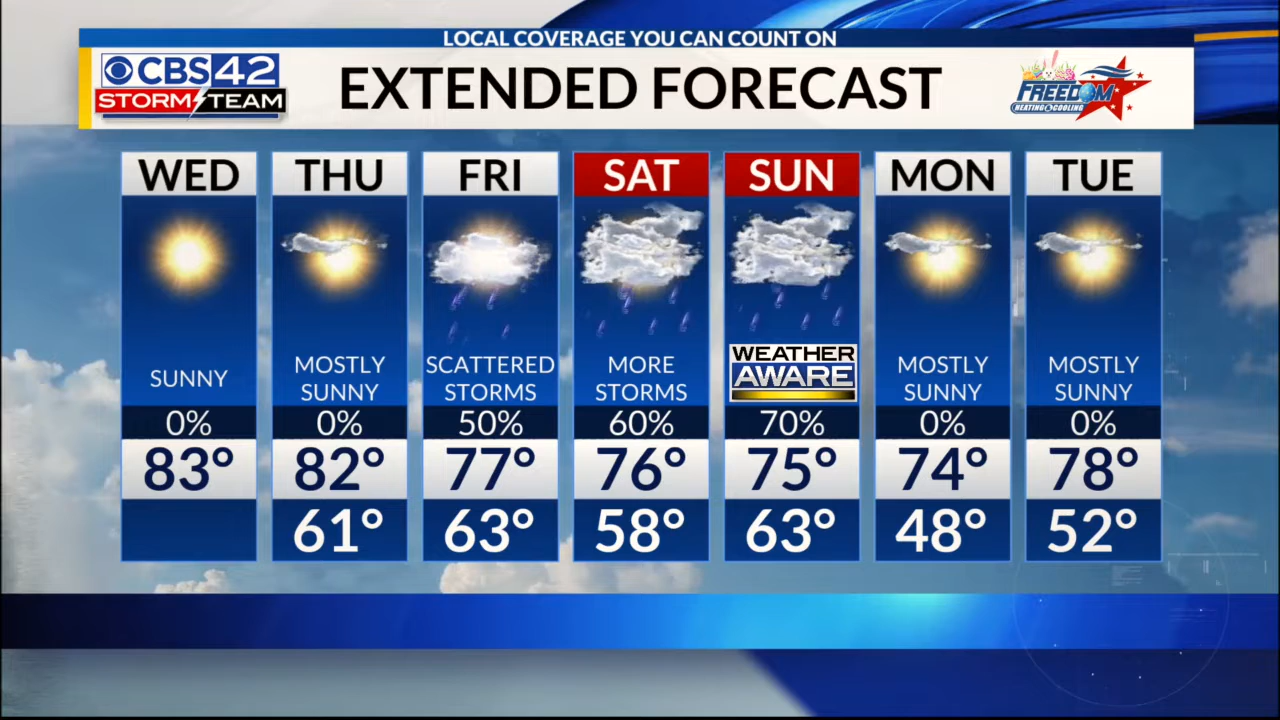 LOCAL COVERAGE YOU CAN COUNT ON
CBS 42
STORM TEAM
EXTENDED FORECAST
FREEDOM
HEATING & COOLING
WED THU FRI SAT SUN MON TUE
SUNNY
MOSTLY
SUNNY
SCATTERED
STORMS
MORE
STORMS
WEATHER
AWARE
MOSTLY
SUNNY
MOSTLY
SUNNY
0% 0% 50% 60% 70% 0% 0%
83° 82° 77° 76° 75° 74° 78°
61° 63° 58° 63° 48° 52°